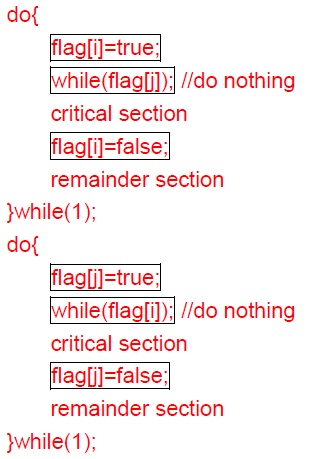 do{
flag[i]=true;
while(flag[j]); //do nothing
critical section
flag[i]=false;
remainder section
}while(1);
do{
flag[j]=true;
while(flag[i]); //do nothing
critical section
flag[j]=false;
remainder section
}while(1);